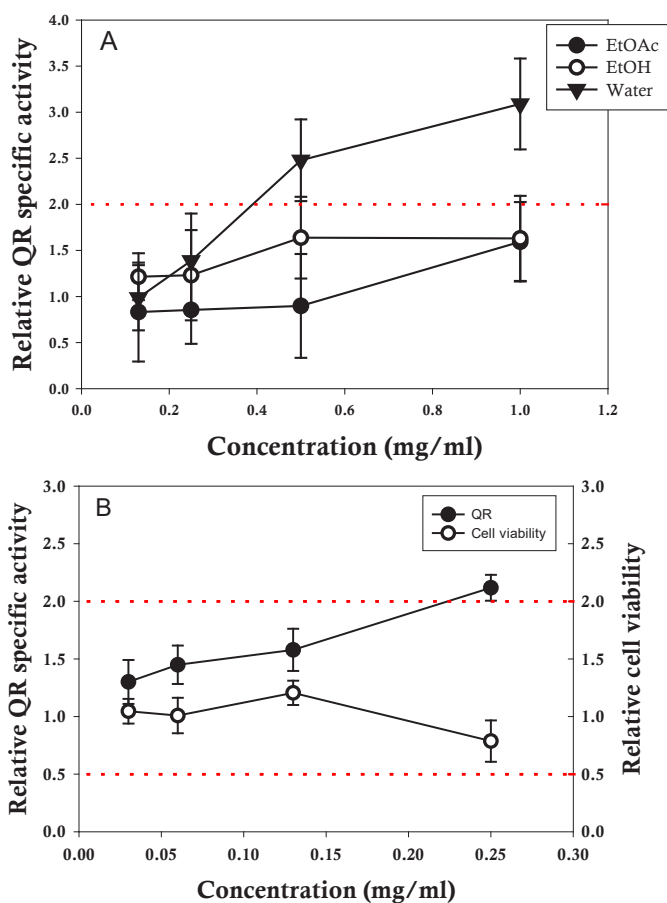 A
EtOAc
EtOH
Water
Relative QR specific activity
4.0
3.5
3.0
2.5
2.0
1.5
1.0
0.5
0.0
0.0 0.2 0.4 0.6 0.8 1.0 1.2
Concentration (mg/ml)
B
QR
Cell viability
Relative QR specific activity
3.0
2.5
2.0
1.5
1.0
0.5
0.0
3.0
2.5
2.0
1.5
1.0
0.5
0.0
Relative cell viability
0.00 0.05 0.10 0.15 0.20 0.25 0.30
Concentration (mg/ml)